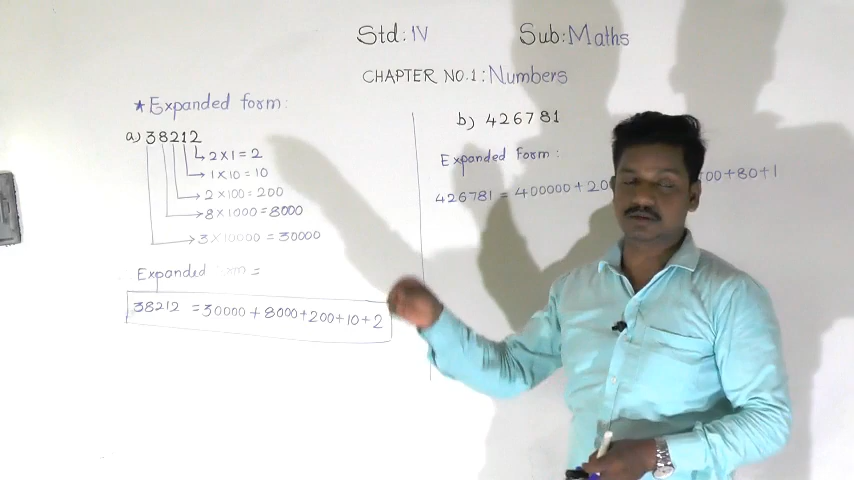 Std: IV Sub: Maths
CHAPTER NO.1: Numbers
★ Expanded form:
a) 38212
2 X 1 = 2
1 X 10 = 10
2 X 100 = 200
8 X 1000 = 8000
3 X 10000 = 30000
Expanded =
38212 = 30000 + 8000 + 200 + 10 + 2
b) 426781
Expanded Form:
426781 = 400000 + 20 00 + 80 + 1